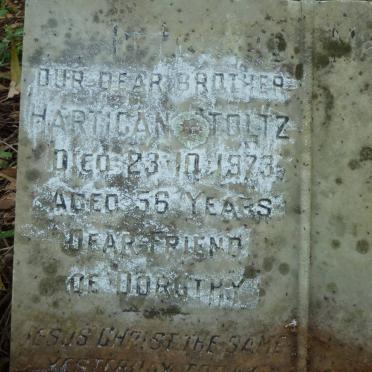 OUR DEAR BROTHER
HARTIGAN STOLTZ
DIED 23.10.1973.
AGED 56 YEARS
DEAR FRIEND
OF DOROTHY
JESUS CHRIST THE SAME
YESTERDAY